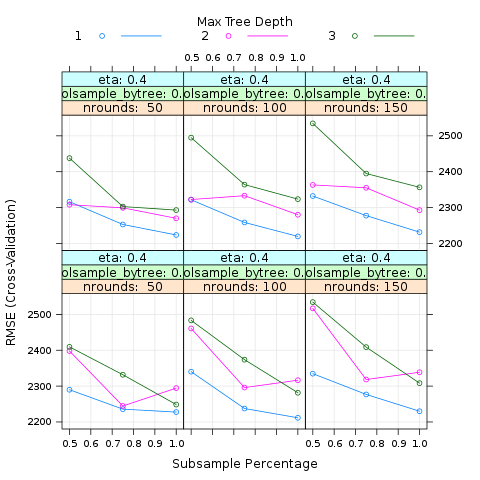 Max Tree Depth
1 2 3
0.5 0.6 0.7 0.8 0.9 1.0
eta: 0.4 eta: 0.4 eta: 0.4
olsample_bytree: 0. olsample_bytree: 0. olsample_bytree: 0.
nrounds: 50 nrounds: 100 nrounds: 150
2500
2400
2300
2200
eta: 0.4 eta: 0.4 eta: 0.4
olsample_bytree: 0. olsample_bytree: 0. olsample_bytree: 0.
nrounds: 50 nrounds: 100 nrounds: 150
2500
2400
2300
2200
0.5 0.6 0.7 0.8 0.9 1.0 0.5 0.6 0.7 0.8 0.9 1.0
Subsample Percentage
RMSE (Cross-Validation)